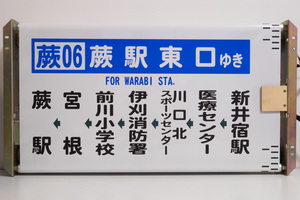 蕨06 蕨駅東口ゆき
FOR WARABI STA.
新井宿駅
医療センター
川口北スポーツセンター
伊刈消防署
前川小学校
宮根
蕨駅